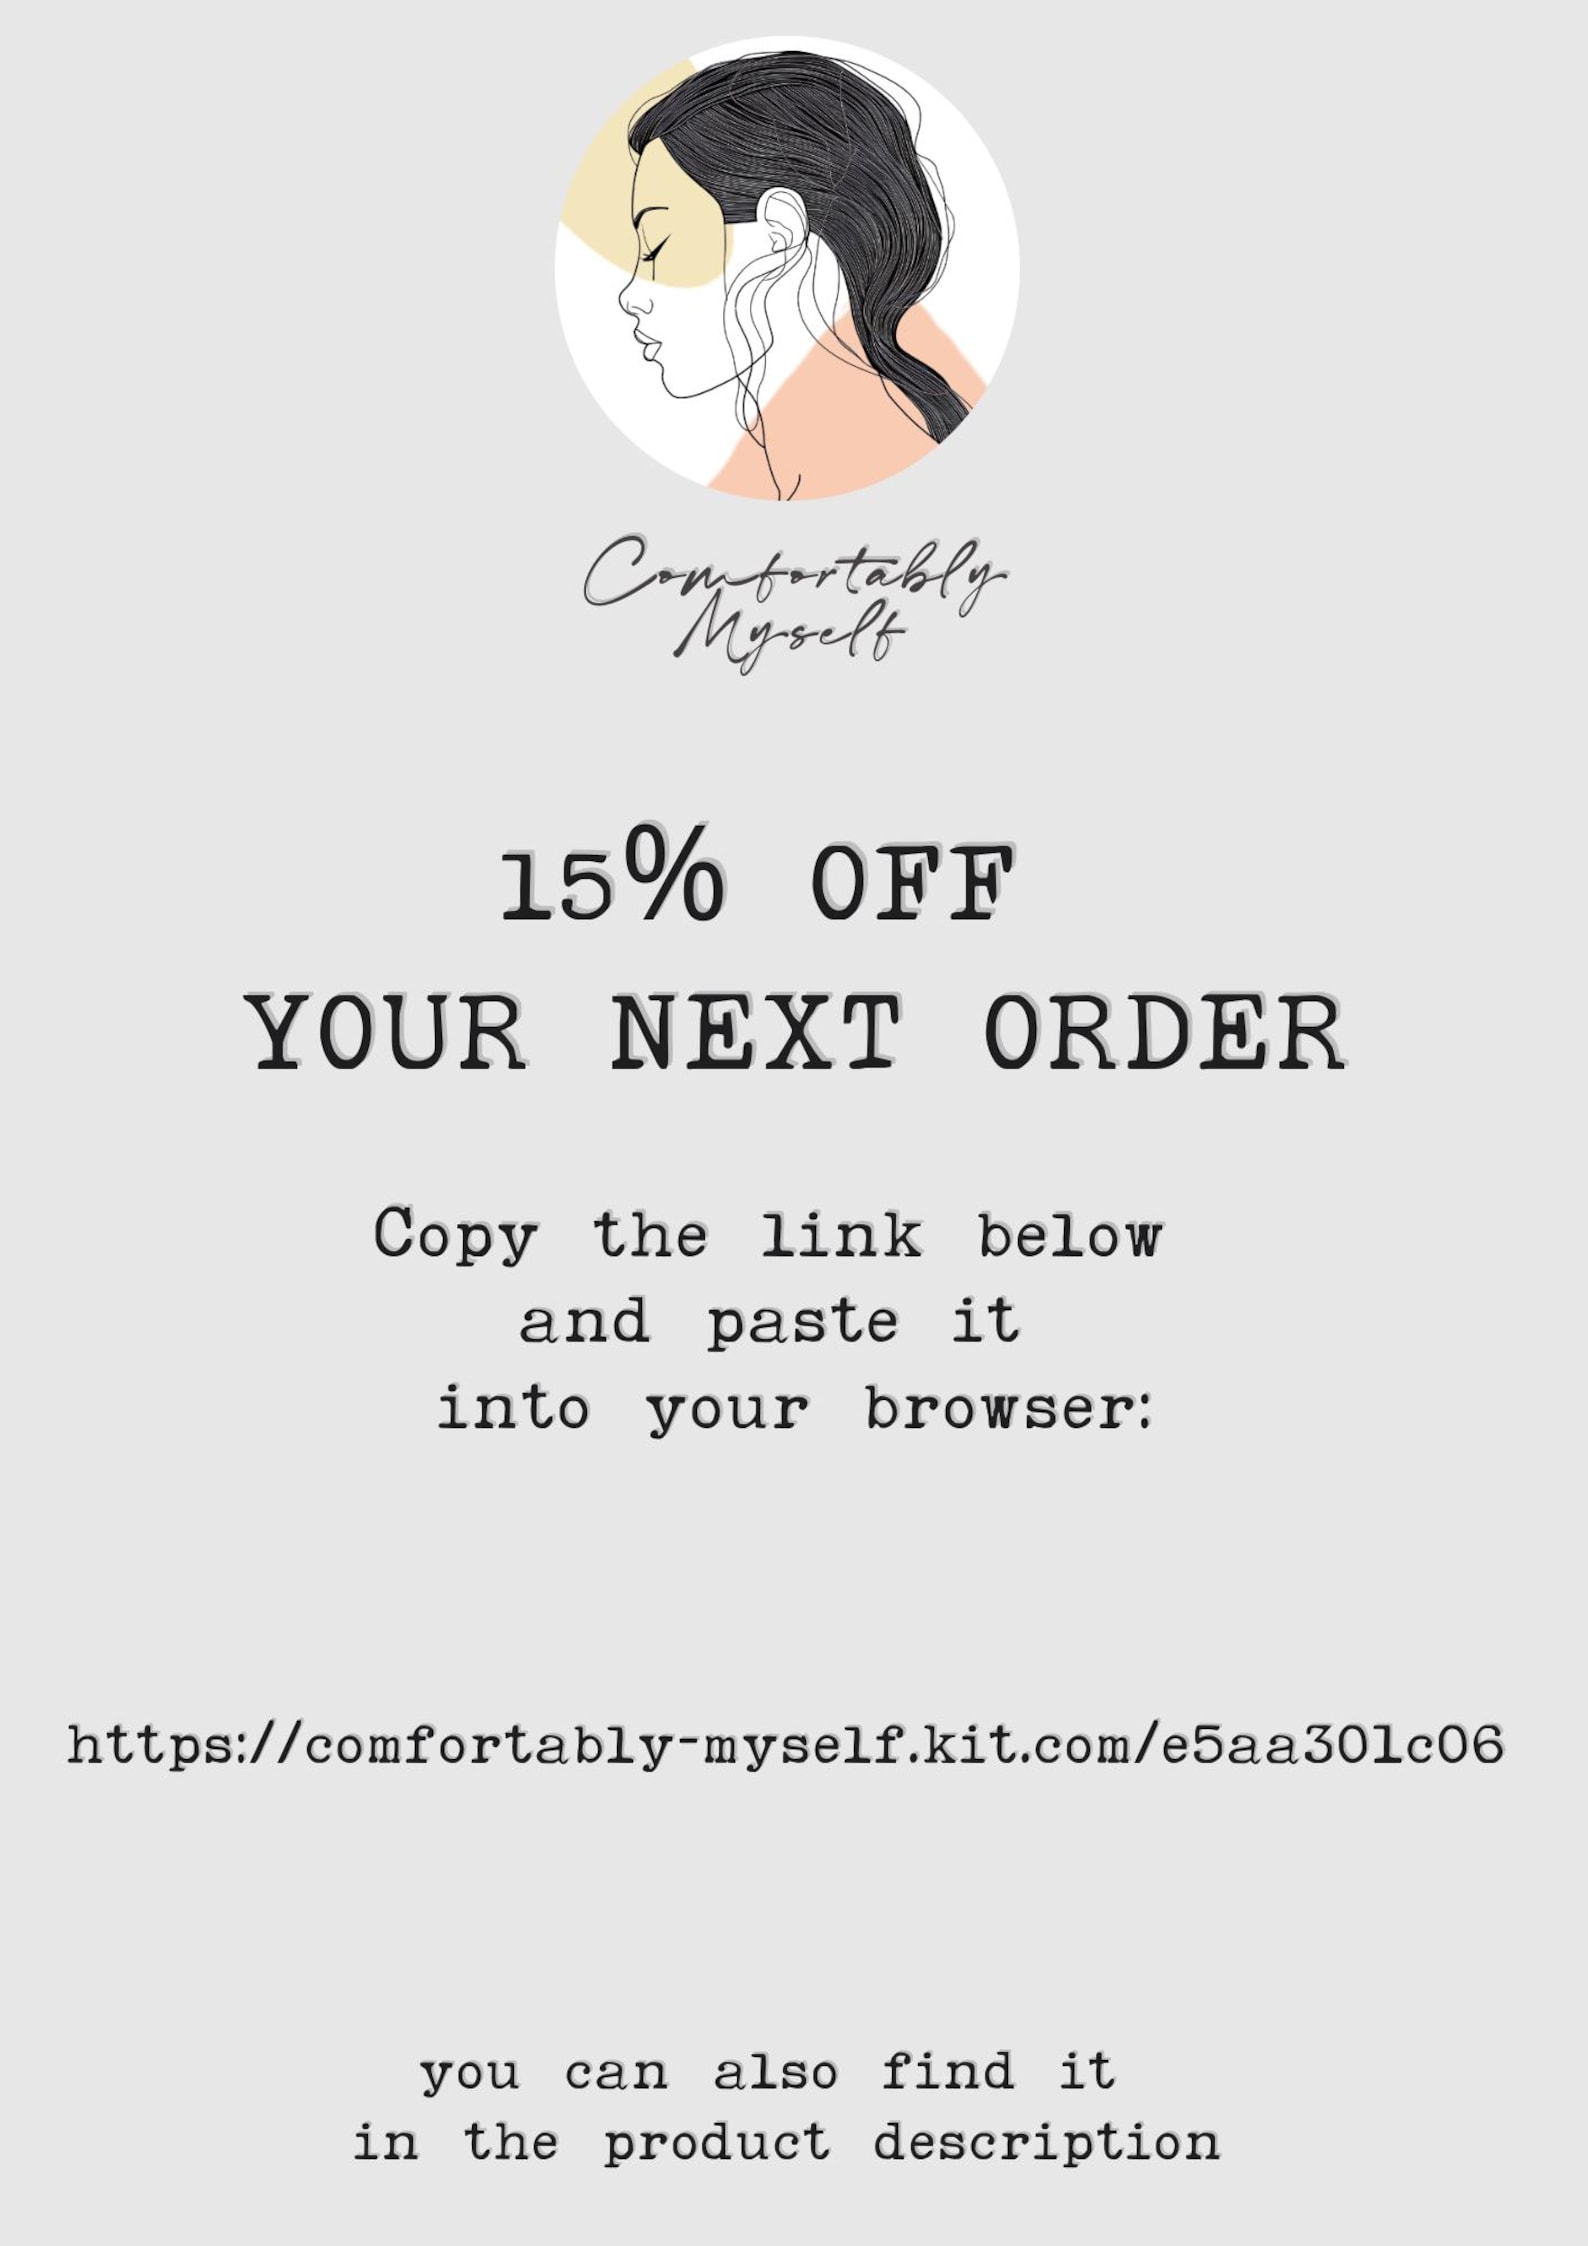 Comfortably
Myself
15% OFF
YOUR NEXT ORDER
Copy the link below
and paste it
into your browser:
https://comfortably-myself.kit.com/e5aa301c06
you can also find it
in the product description